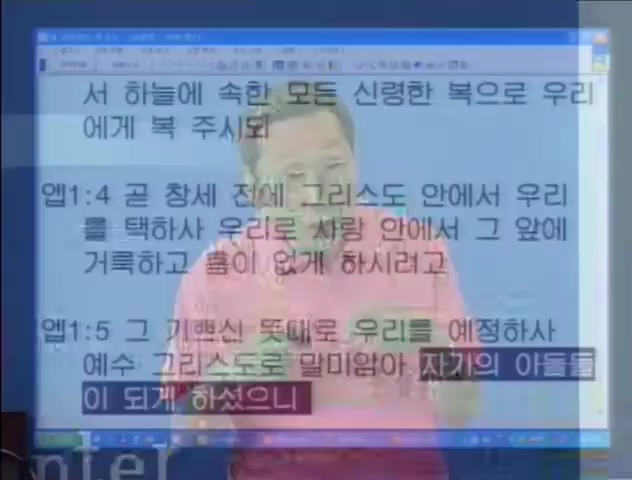 서 하늘에 속한 모든 신령한 복으로 우리
에게 복 주시되
엡1:4 곧 창세 전에 그리스도 안에서 우리
를 택하사 우리로 사랑 안에서 그 앞에
거룩하고 흠이 없게 하시려고
엡1:5 그 기쁘신 뜻대로 우리를 예정하사
예수 그리스도로 말미암아 자기의 아들들
이 되게 하셨으니